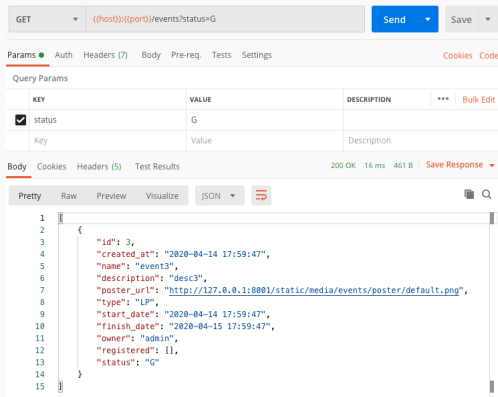 GET {{host}}:{{port}}/events?status=G Send Save
Params Auth Headers (7) Body Pre-req. Tests Settings Cookies Code
Query Params
KEY VALUE DESCRIPTION ••• Bulk Edit
status G
Key Value Description
Body Cookies Headers (5) Test Results 200 OK 16 ms 461 B Save Response
Pretty Raw Preview Visualize JSON
1 [
2 {
3 "id": 3,
4 "created_at": "2020-04-14 17:59:47",
5 "name": "event3",
6 "description": "desc3",
7 "poster_url": "http://127.0.0.1:8001/static/media/events/poster/default.png",
8 "type": "LP",
9 "start_date": "2020-04-14 17:59:47",
10 "finish_date": "2020-04-15 17:59:47",
11 "owner": "admin",
12 "registered": [],
13 "status": "G"
14 }
15 ]